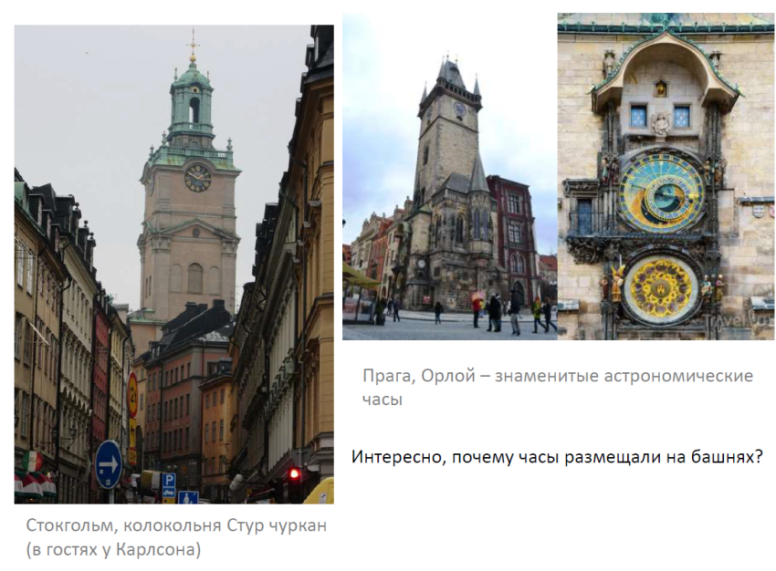 Прага, Орлой – знаменитые астрономические
часы
Интересно, почему часы размещали на башнях?
Стокгольм, колокольня Стур чуркан
(в гостях у Карлсона)
P